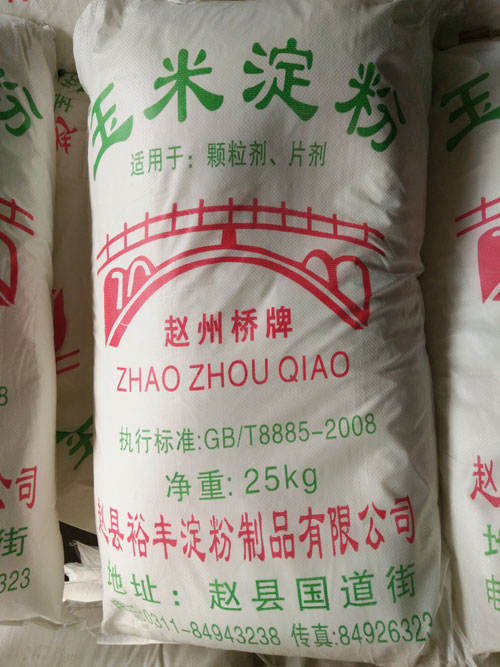 玉米淀粉
适用于：颗粒剂、片剂
赵州桥牌
ZHAO ZHOU QIAO
执行标准:GB/T8885-2008
净重: 25kg
赵县裕丰淀粉制品有限公司
地址：赵县国道街
电话:0311-84943238 传真:84926323